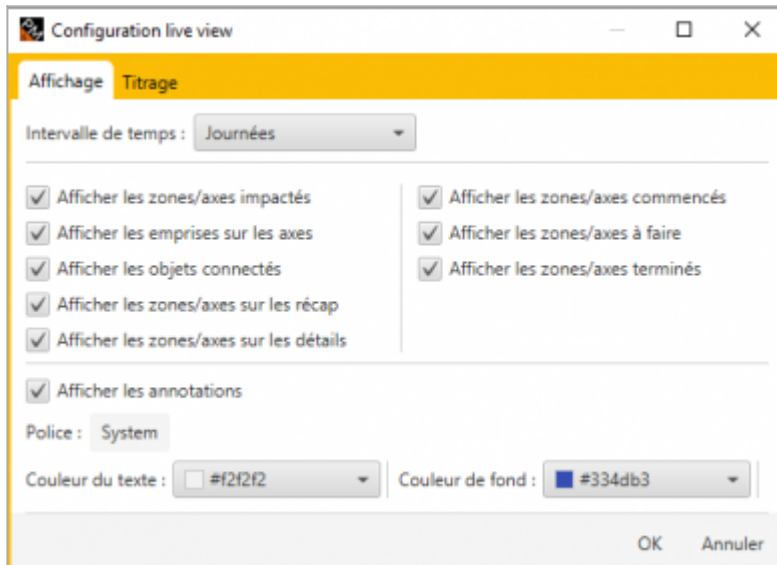 Configuration live view
Affichage Titrage
Intervalle de temps : Journées
Afficher les zones/axes impactés
Afficher les emprises sur les axes
Afficher les objets connectés
Afficher les zones/axes sur les récap
Afficher les zones/axes sur les détails
Afficher les zones/axes commencés
Afficher les zones/axes à faire
Afficher les zones/axes terminés
Afficher les annotations
Police : System
Couleur du texte : #f2f2f2 Couleur de fond : #334db3
OK Annuler